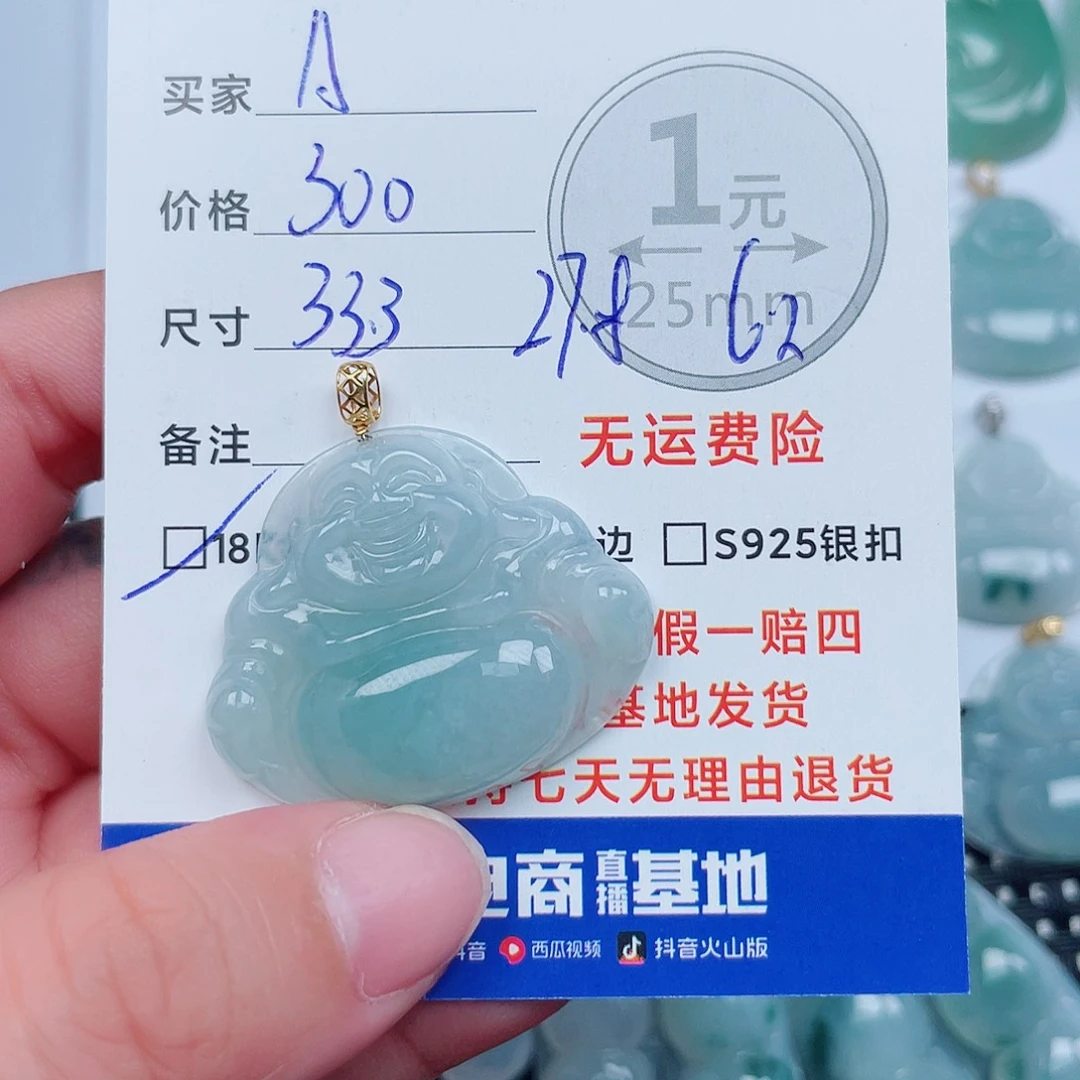 买家 A
1元
价格 300
25mm
尺寸 33.3 27.8 6.2
备注
无运费险
18
边
S925银扣
假一赔四
基地发货
七天无理由退货
电商直播基地
抖音 西瓜视频 抖音火山版